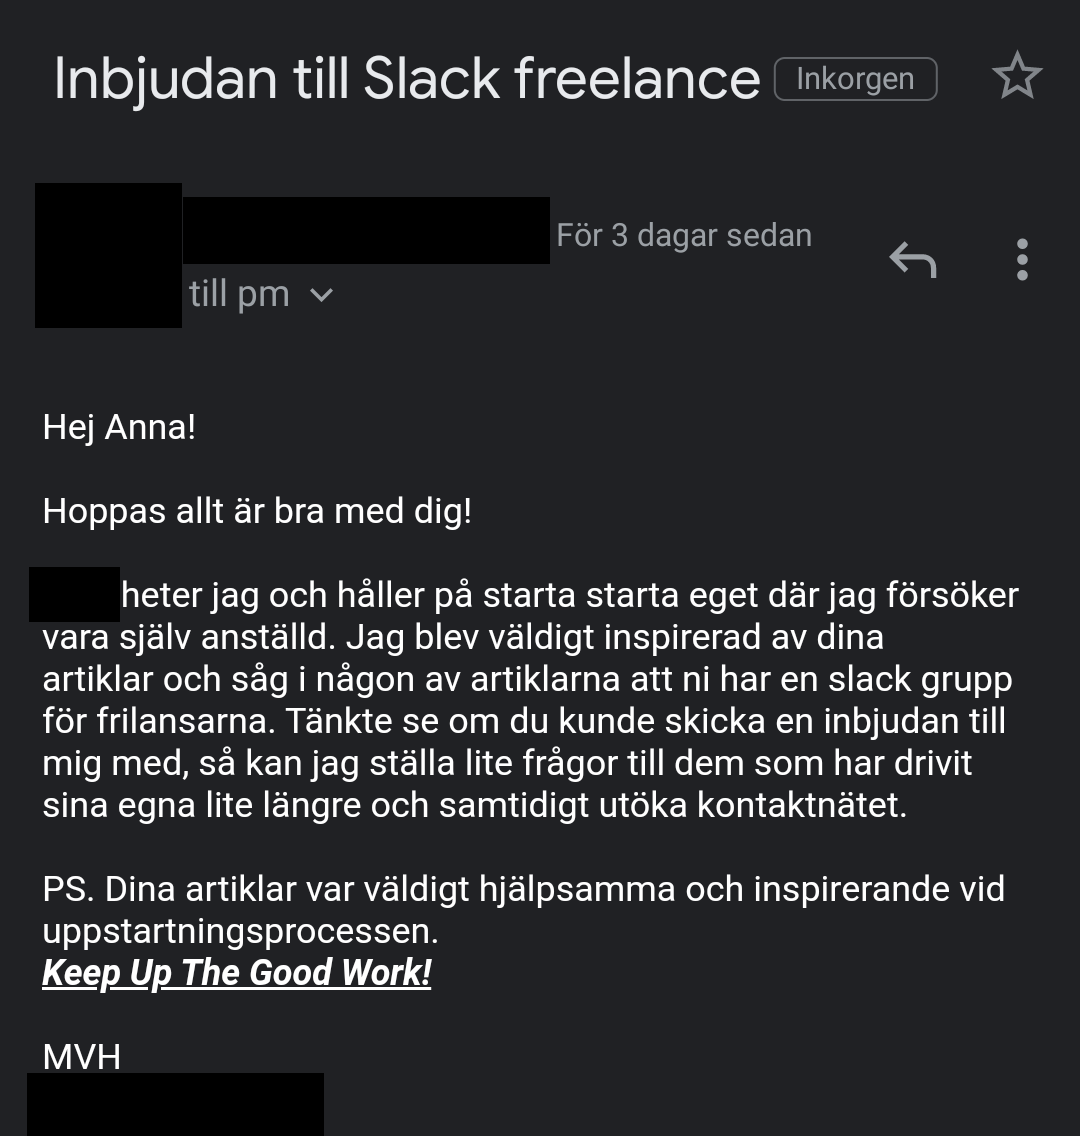 Inbjudan till Slack freelance Inkorgen
För 3 dagar sedan
till pm
Hej Anna!
Hoppas allt är bra med dig!
heter jag och håller på starta starta eget där jag försöker
vara själv anställd. Jag blev väldigt inspirerad av dina
artiklar och såg i någon av artiklarna att ni har en slack grupp
för frilansarna. Tänkte se om du kunde skicka en inbjudan till
mig med, så kan jag ställa lite frågor till dem som har drivit
sina egna lite längre och samtidigt utöka kontaktnätet.
PS. Dina artiklar var väldigt hjälpsamma och inspirerande vid
uppstartningsprocessen.
Keep Up The Good Work!
MVH